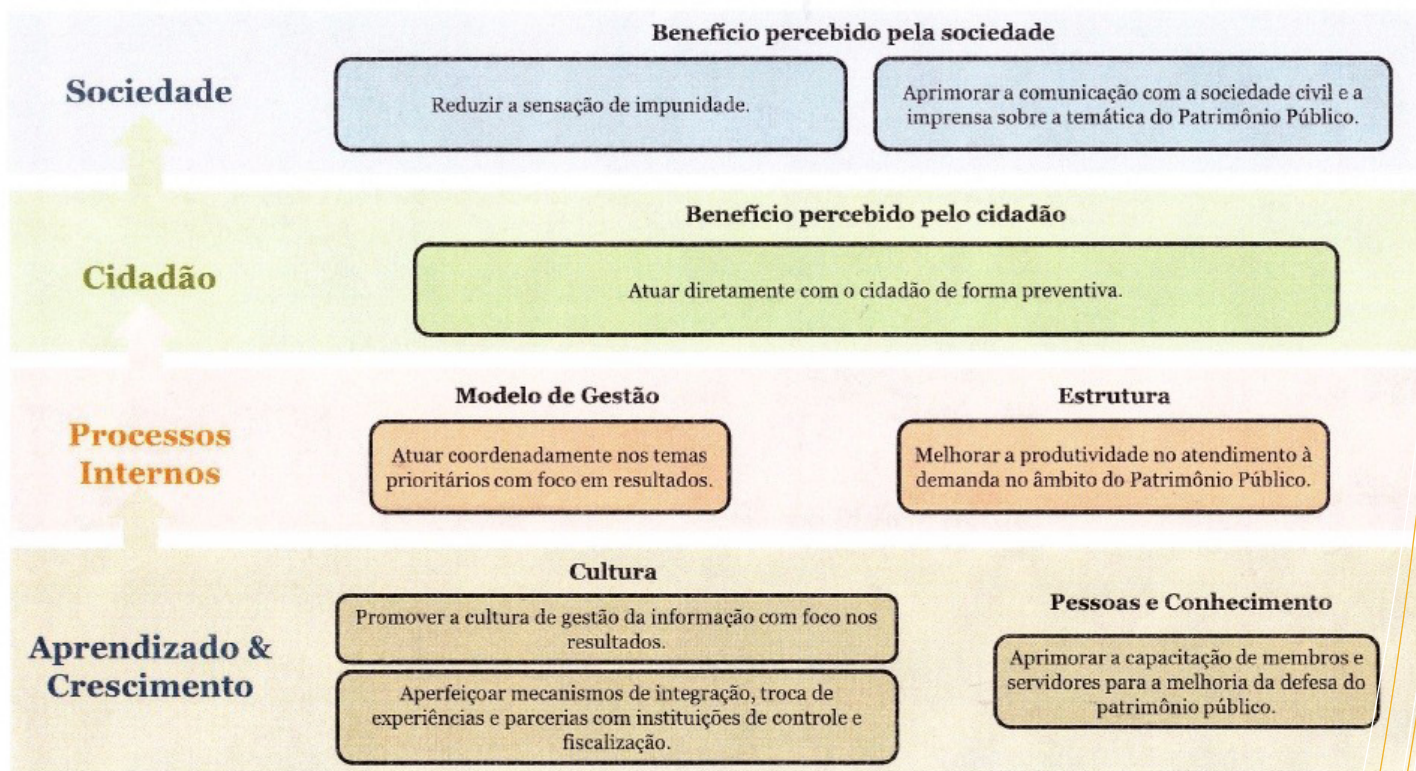 Benefício percebido pela sociedade
Sociedade
Reduzir a sensação de impunidade.
Aprimorar a comunicação com a sociedade civil e a
imprensa sobre a temática do Patrimônio Público.
Benefício percebido pelo cidadão
Cidadão
Atuar diretamente com o cidadão de forma preventiva.
Processos
Internos
Modelo de Gestão
Atuar coordenadamente nos temas
prioritários com foco em resultados.
Estrutura
Melhorar a produtividade no atendimento à
demanda no âmbito do Patrimônio Público.
Aprendizado &
Crescimento
Cultura
Promover a cultura de gestão da informação com foco nos
resultados.
Aperfeiçoar mecanismos de integração, troca de
experiências e parcerias com instituições de controle e
fiscalização.
Pessoas e Conhecimento
Aprimorar a capacitação de membros e
servidores para a melhoria da defesa do
patrimônio público.